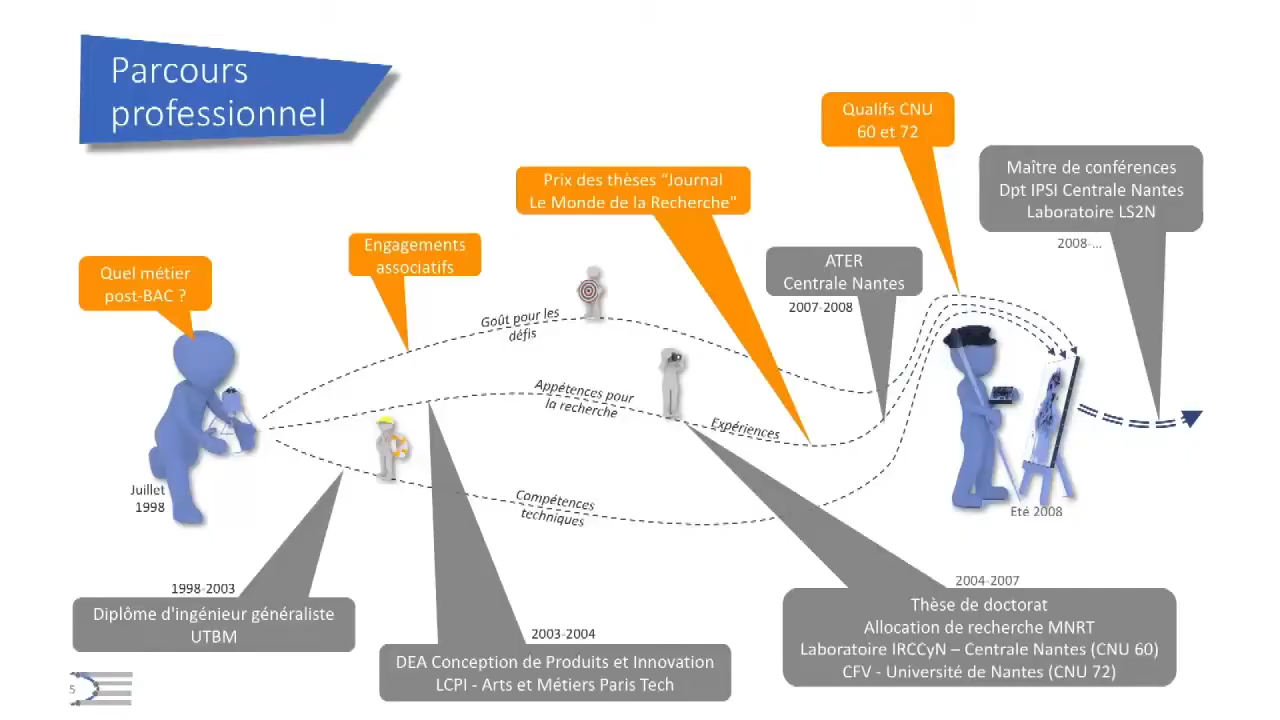 Parcours
professionnel
Qualifs CNU
60 et 72
Maître de conférences
Dpt IPSI Centrale Nantes
Laboratoire LS2N
2008-...
Prix des thèses “Journal
Le Monde de la Recherche"
Engagements
associatifs
ATER
Centrale Nantes
2007-2008
Quel métier
post-BAC ?
Goût pour les
défis
Appétences pour
la recherche
Expériences
Compétences
techniques
Juillet
1998
Eté 2008
1998-2003
Diplôme d'ingénieur généraliste
UTBM
2003-2004
DEA Conception de Produits et Innovation
LCPI - Arts et Métiers Paris Tech
2004-2007
Thèse de doctorat
Allocation de recherche MNRT
Laboratoire IRCCyN – Centrale Nantes (CNU 60)
CFV - Université de Nantes (CNU 72)
5